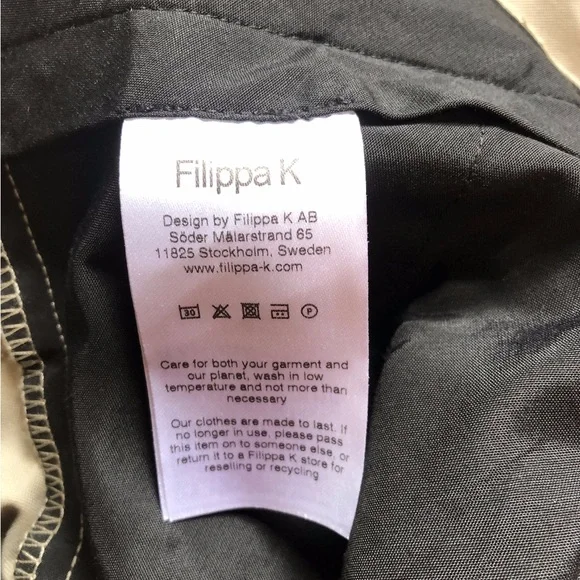 Filippa K
Design by Filippa K AB
Söder Mälarstrand 65
11825 Stockholm, Sweden
www.filippa-k.com
30 P
Care for both your garment and
our planet, wash in low
temperature and not more than
necessary
Our clothes are made to last. If
no longer in use, please pass
this item on to someone else, or
return it to a Filippa K store for
reselling or recycling